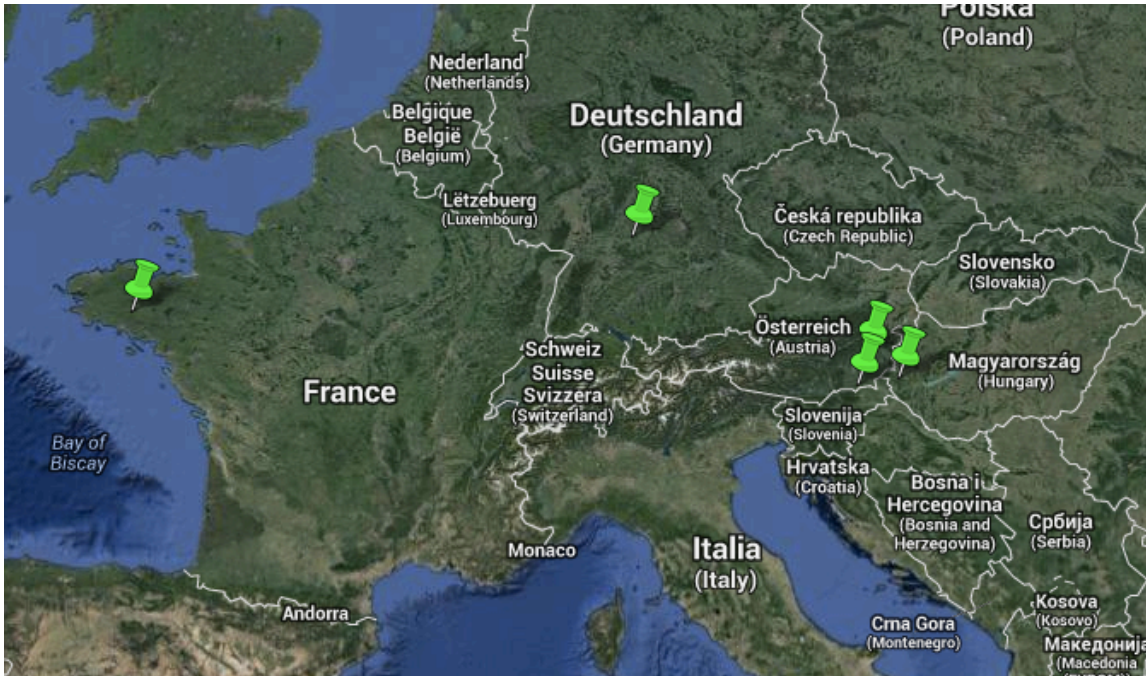 Polska
(Poland)
Nederland
(Netherlands)
Deutschland
(Germany)
België
Belgique
(Belgium)
Lëtzebuerg
(Luxembourg)
Česká republika
(Czech Republic)
Slovensko
(Slovakia)
Österreich
(Austria)
Magyarország
(Hungary)
Schweiz
Suisse
Svizzera
(Switzerland)
France
Slovenija
(Slovenia)
Bay of
Biscay
Hrvatska
(Croatia)
Bosna i
Hercegovina
(Bosnia and
Herzegovina)
Србија
(Serbia)
Monaco
Italia
(Italy)
Andorra
Kosova
(Kosovo)
Crna Gora
(Montenegro)
Македонија
(Macedonia